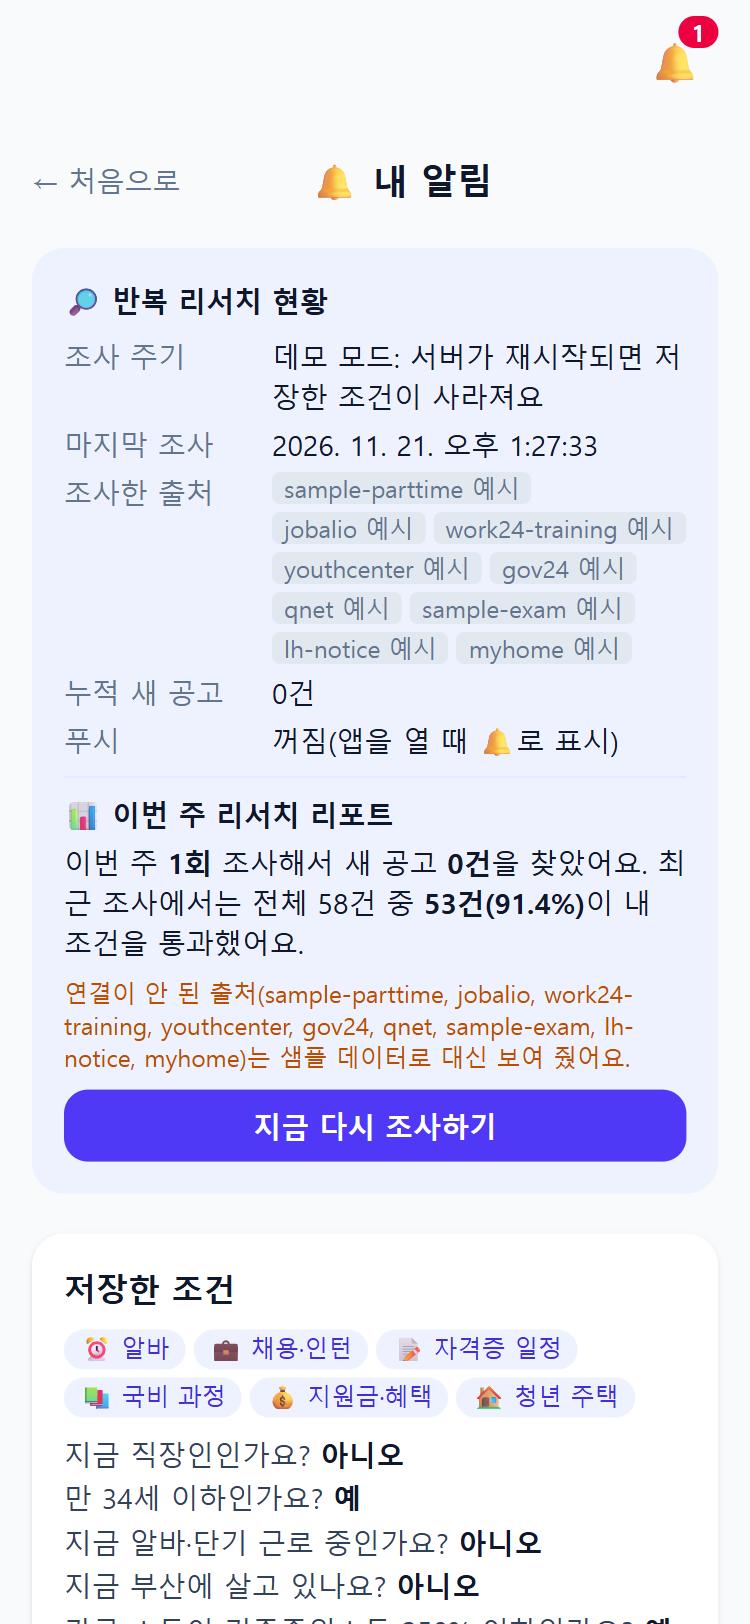 1
← 처음으로
내 알림
반복 리서치 현황
조사 주기
데모 모드: 서버가 재시작되면 저
장한 조건이 사라져요
마지막 조사
2026. 11. 21. 오후 1:27:33
조사한 출처
sample-parttime 예시
jobalio 예시 work24-training 예시
youthcenter 예시 gov24 예시
qnet 예시 sample-exam 예시
lh-notice 예시 myhome 예시
누적 새 공고
0건
푸시
꺼짐(앱을 열 때 🔔로 표시)
이번 주 리서치 리포트
이번 주 1회 조사해서 새 공고 0건을 찾았어요. 최
근 조사에서는 전체 58건 중 53건(91.4%)이 내
조건을 통과했어요.
연결이 안 된 출처(sample-parttime, jobalio, work24-
training, youthcenter, gov24, qnet, sample-exam, lh-
notice, myhome)는 샘플 데이터로 대신 보여 줬어요.
지금 다시 조사하기
저장한 조건
알바 채용·인턴 자격증 일정
국비 과정 지원금·혜택 청년 주택
지금 직장인인가요? 아니오
만 34세 이하인가요? 예
지금 알바·단기 근로 중인가요? 아니오
지금 부산에 살고 있나요? 아니오